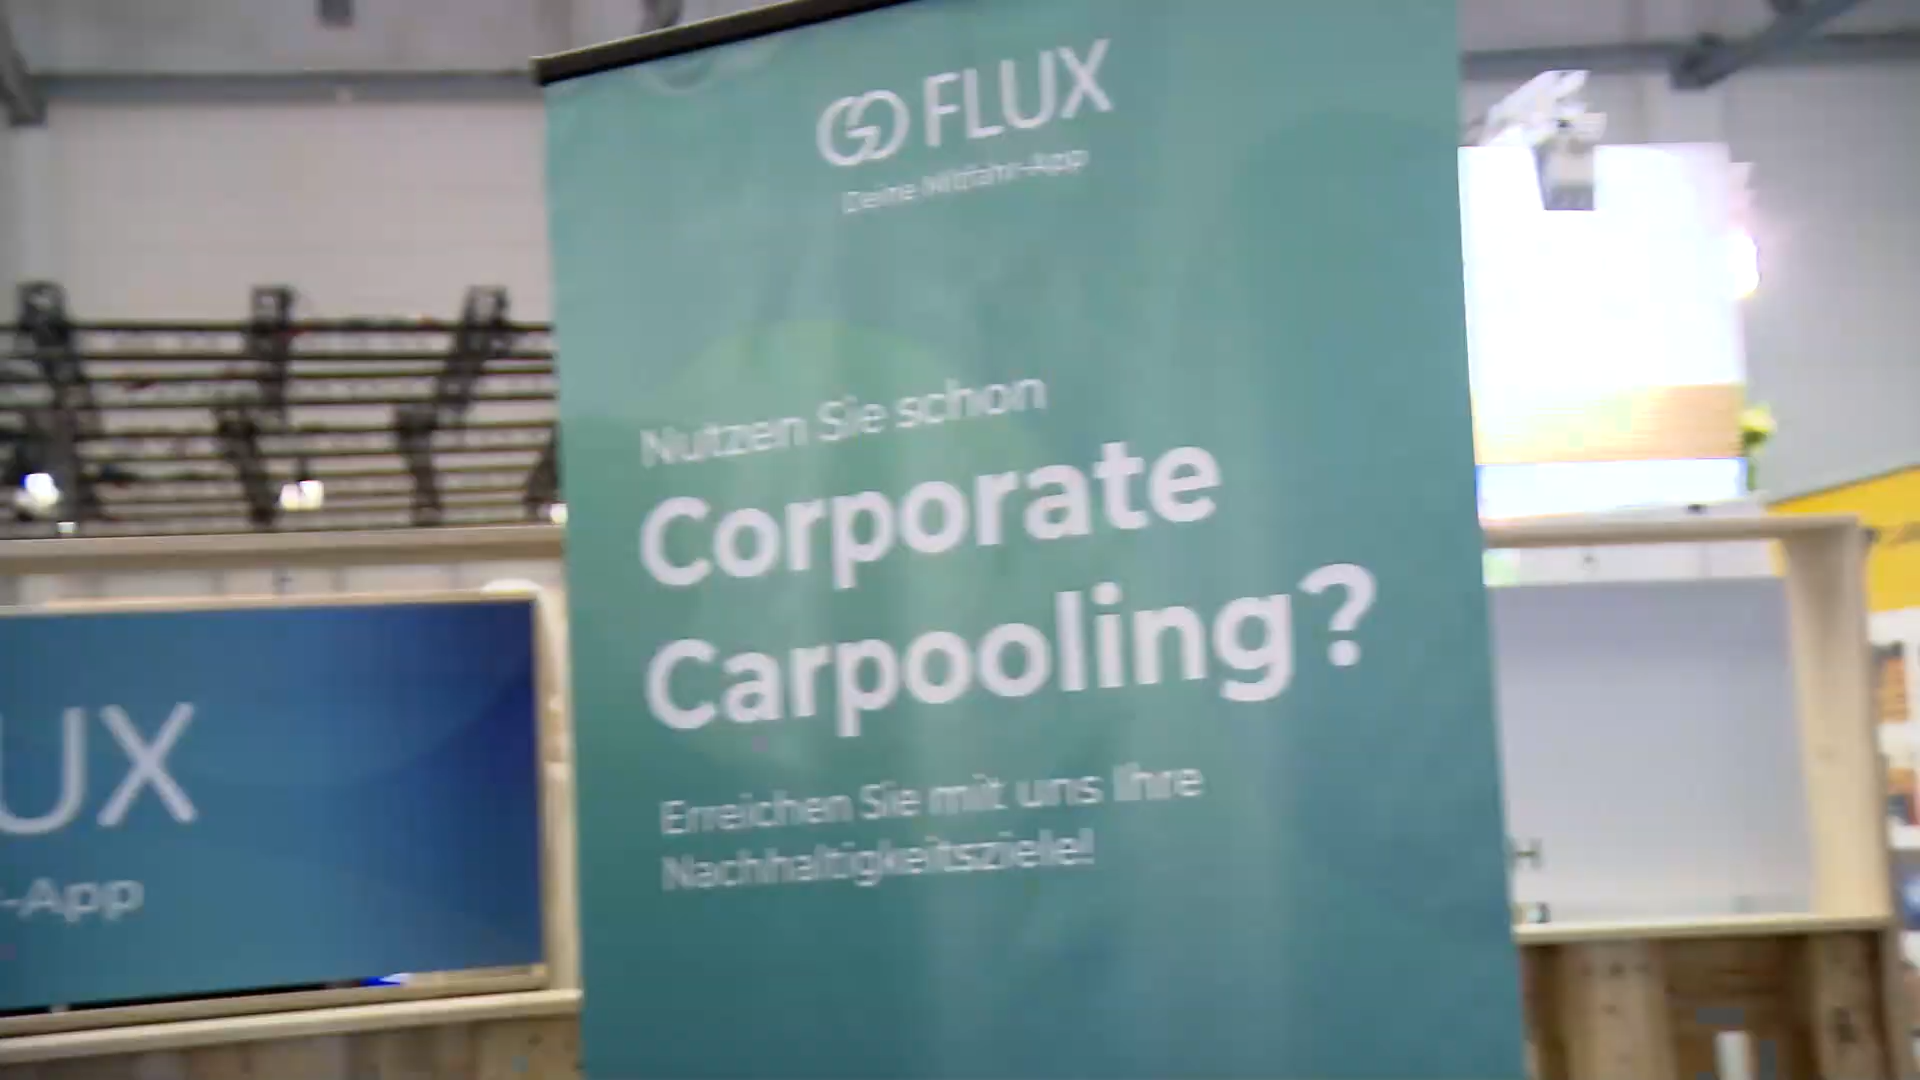 FLUX
Deine Mitfahr-App
Nutzen Sie schon
Corporate
Carpooling?
Erreichen Sie mit uns Ihre
Nachhaltigkeitsziele!
UX
-App
H